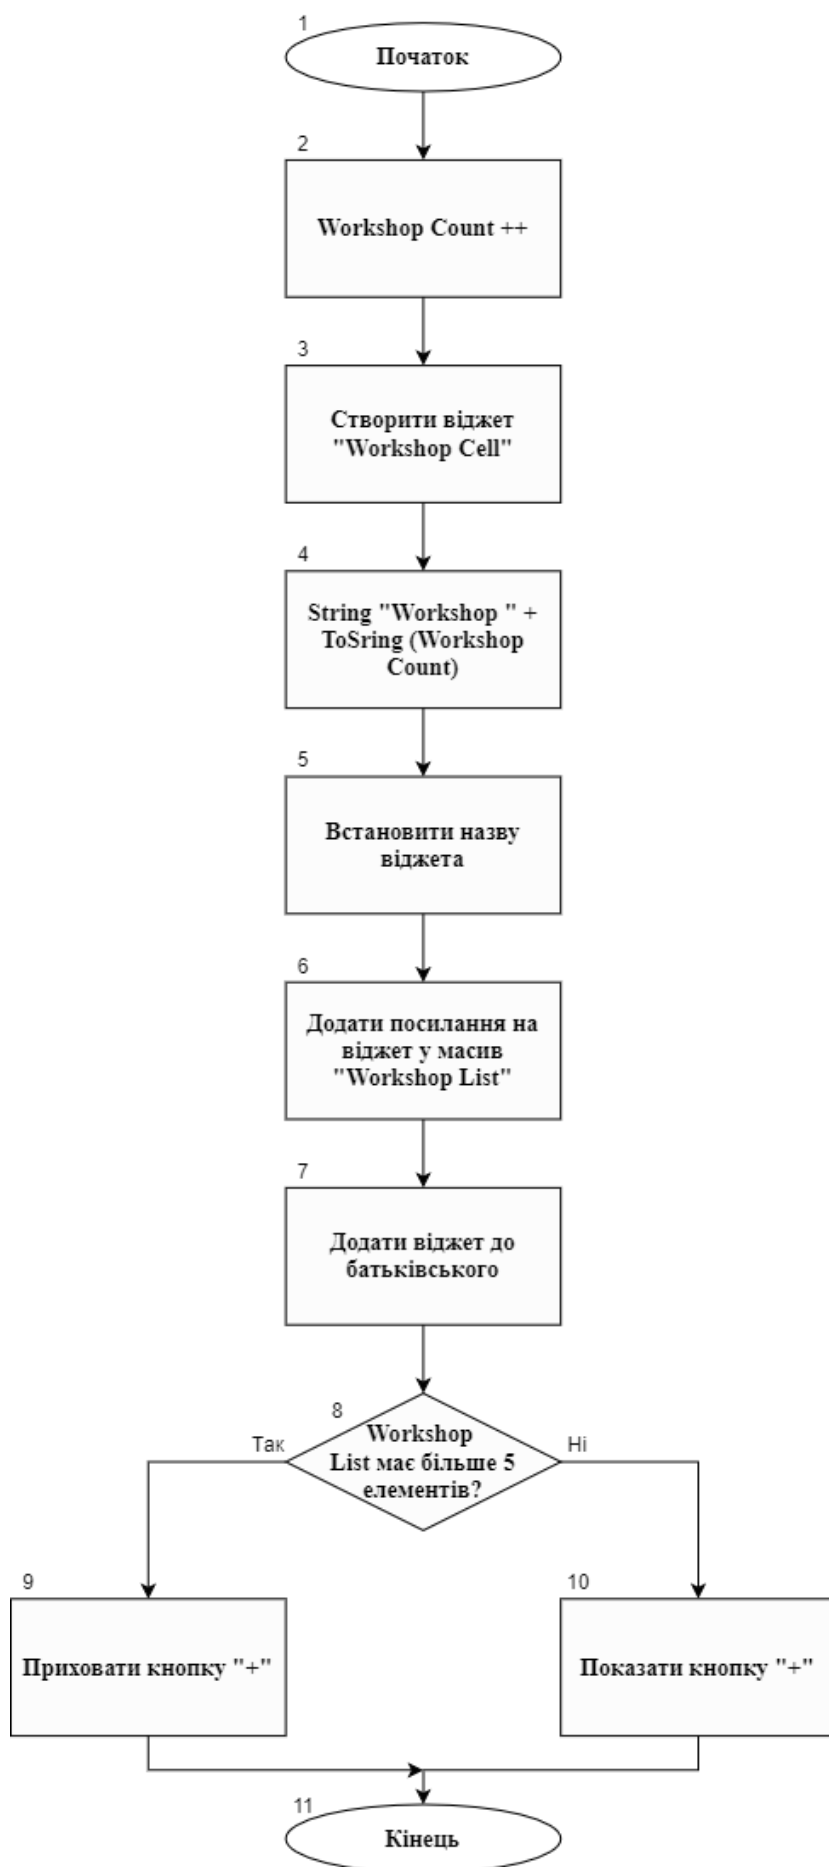 1
Початок
2
Workshop Count ++
3
Створити віджет
"Workshop Cell"
4
String "Workshop " +
ToSring (Workshop
Count)
5
Встановити назву
віджета
6
Додати посилання на
віджет у масив
"Workshop List"
7
Додати віджет до
батьківського
8
Workshop
List має більше 5
елементів?
Так
Ні
9
Приховати кнопку "+"
10
Показати кнопку "+"
11
Кінець